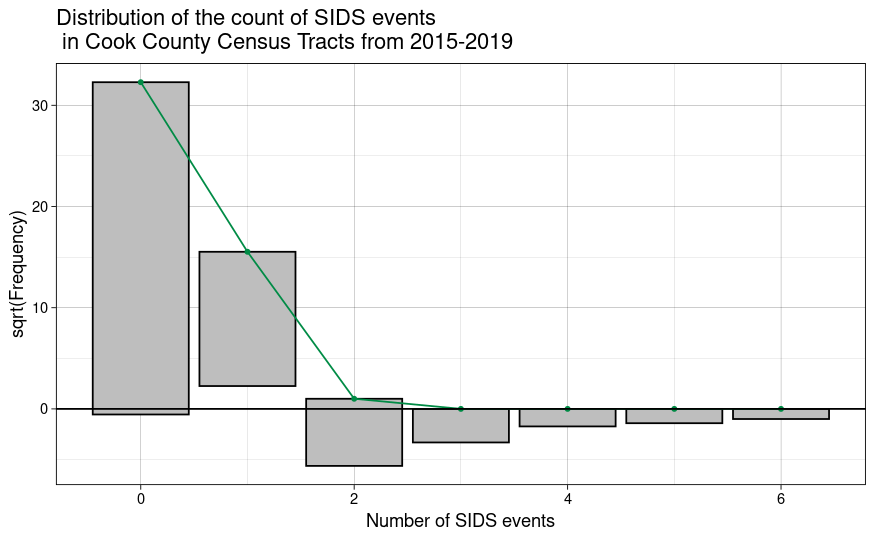 Distribution of the count of SIDS events
in Cook County Census Tracts from 2015-2019
sqrt(Frequency)
30
20
10
0
0
2
4
6
Number of SIDS events